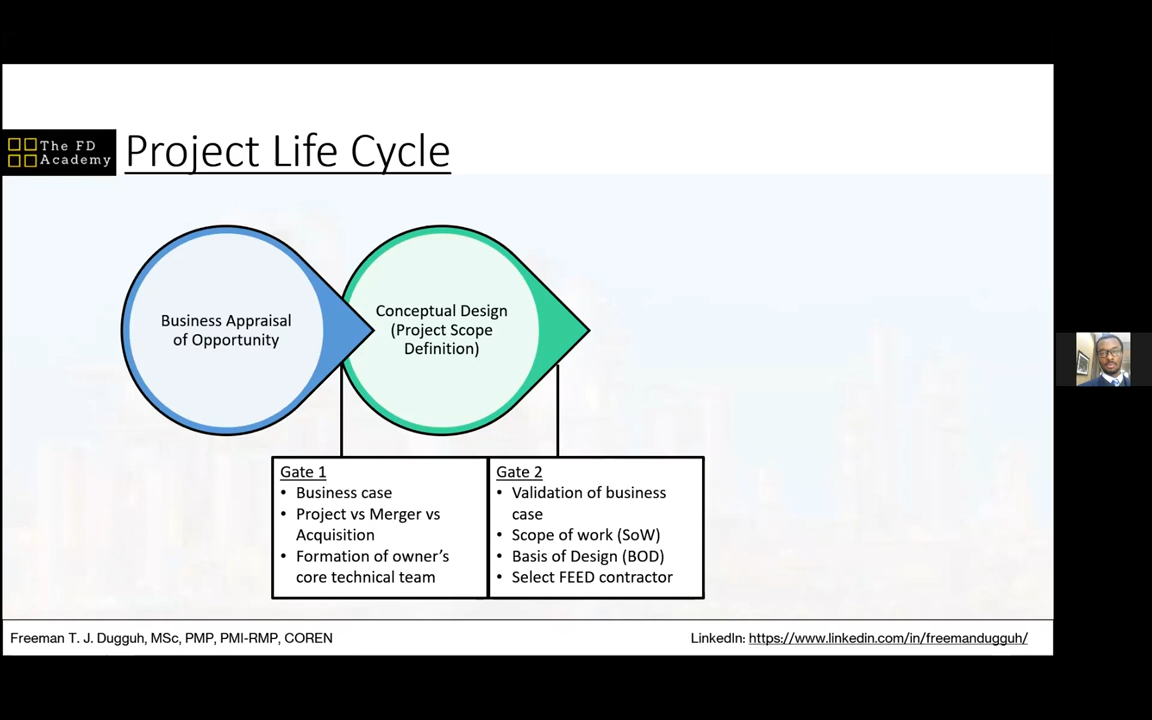 The FD
Academy
Project Life Cycle
Business Appraisal
of Opportunity
Conceptual Design
(Project Scope
Definition)
Gate 1
• Business case
• Project vs Merger vs
Acquisition
• Formation of owner’s
core technical team
Gate 2
• Validation of business
case
• Scope of work (SoW)
• Basis of Design (BOD)
• Select FEED contractor
Freeman T. J. Dugguh, MSc, PMP, PMI-RMP, COREN
LinkedIn: https://www.linkedin.com/in/freemandugguh/